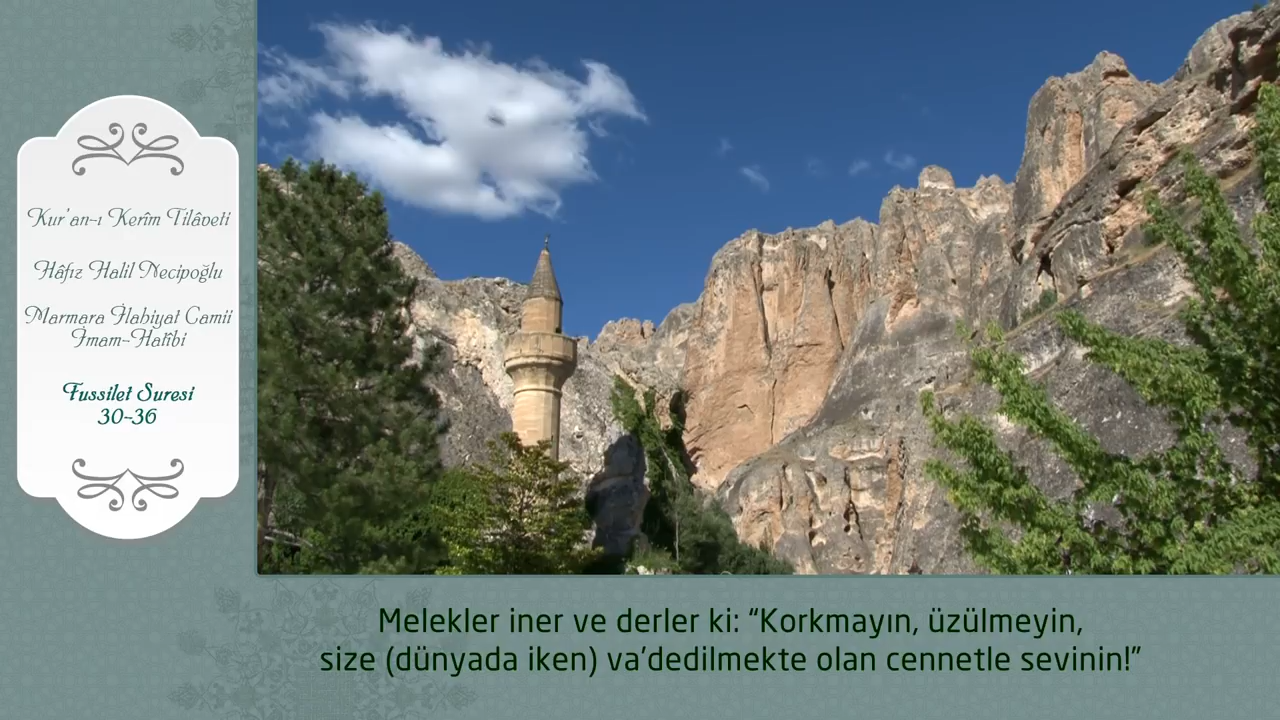 Kur'an-ı Kerîm Tilâveti
Hâfız Halil Necipoğlu
Marmara İlahiyat Camii
İmam-Hatîbi
Fussilet Suresi
30-36
Melekler iner ve derler ki: “Korkmayın, üzülmeyin,
size (dünyada iken) va’dedilmekte olan cennetle sevinin!”